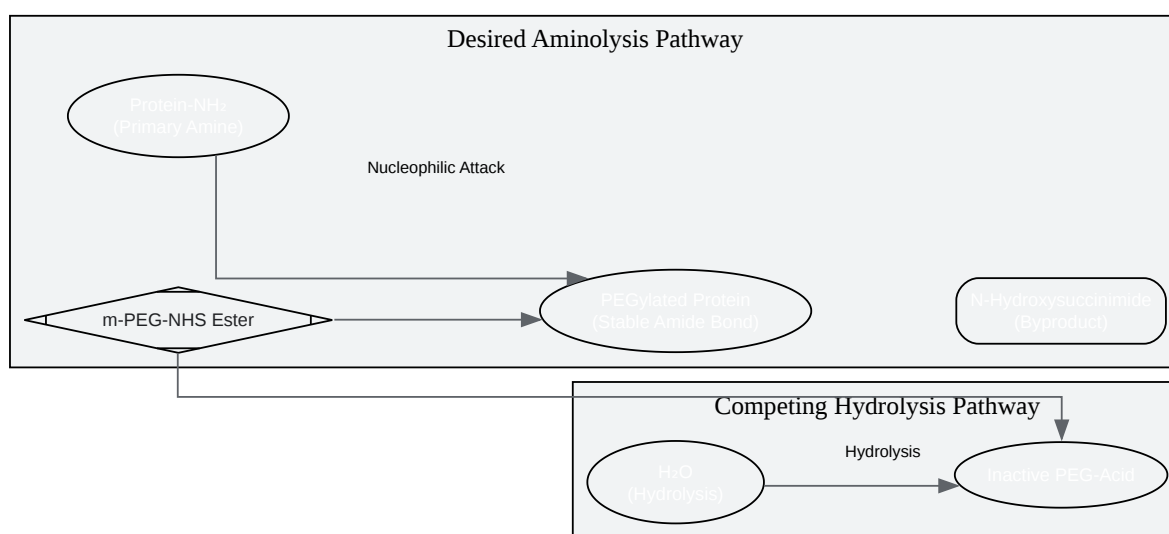 Desired Aminolysis Pathway
Protein-NH₂
(Primary Amine)
Nucleophilic Attack
m-PEG-NHS Ester
PEGylated Protein
(Stable Amide Bond)
N-Hydroxysuccinimide
(Byproduct)
Competing Hydrolysis Pathway
Hydrolysis
H₂O
(Hydrolysis)
Inactive PEG-Acid